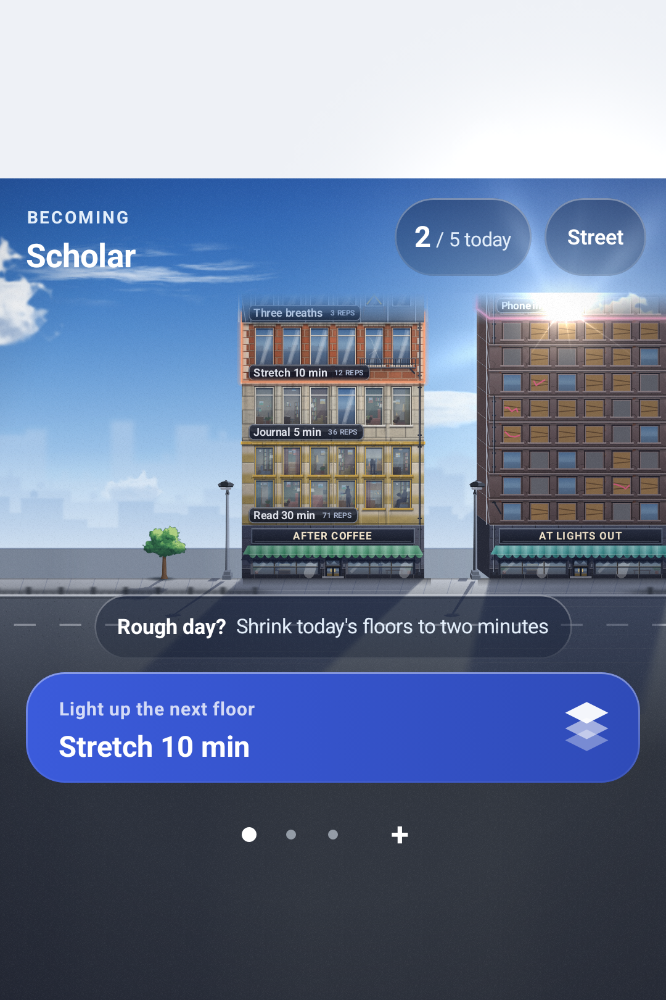 BECOMING
Scholar
2 / 5 today
Street
Three breaths 3 REPS
Phone
Stretch 10 min 12 REPS
Journal 5 min 36 REPS
Read 30 min 71 REPS
AFTER COFFEE
AT LIGHTS OUT
Rough day? Shrink today's floors to two minutes
Light up the next floor
Stretch 10 min
+